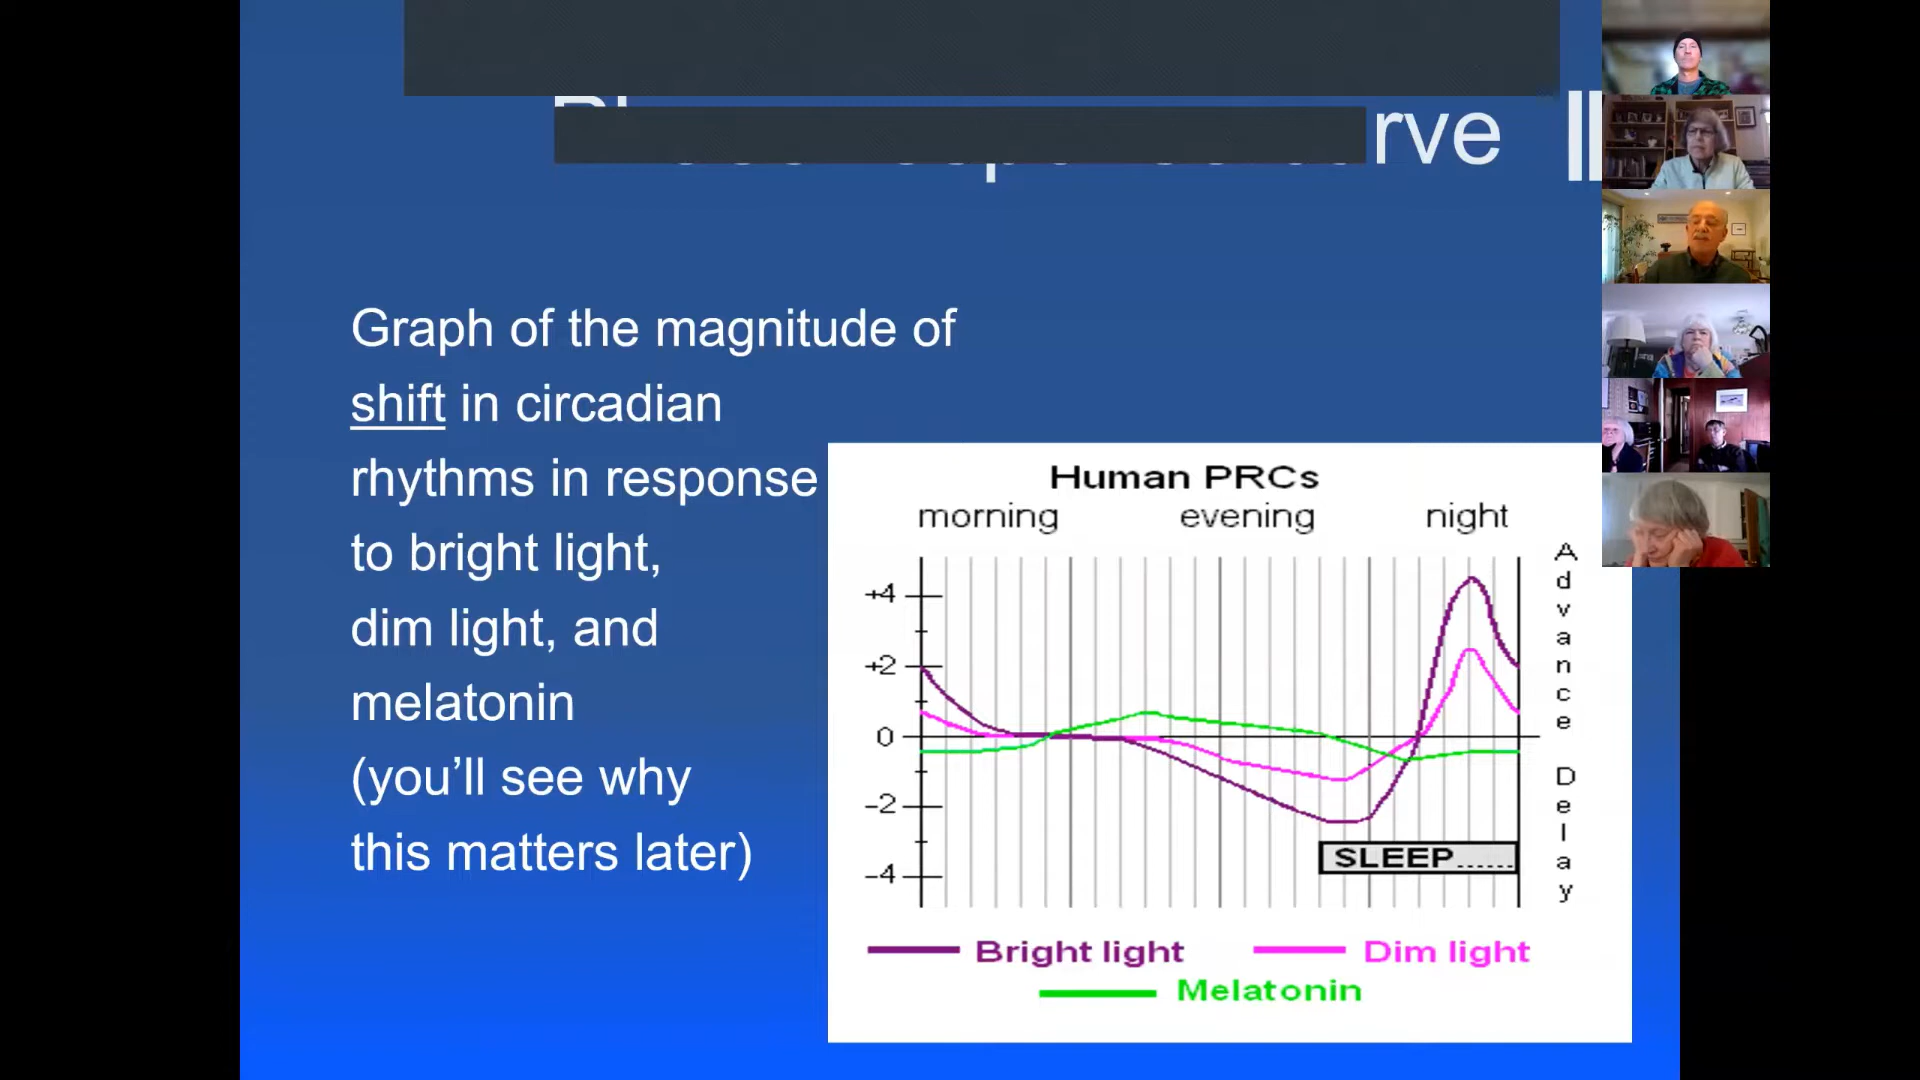 rve II
Graph of the magnitude of
shift in circadian
rhythms in response
to bright light,
dim light, and
melatonin
(you’ll see why
this matters later)
Human PRCs
morning evening night
+4
+2
0
-2
-4
Advance Delay
SLEEP......
Bright light Dim light
Melatonin